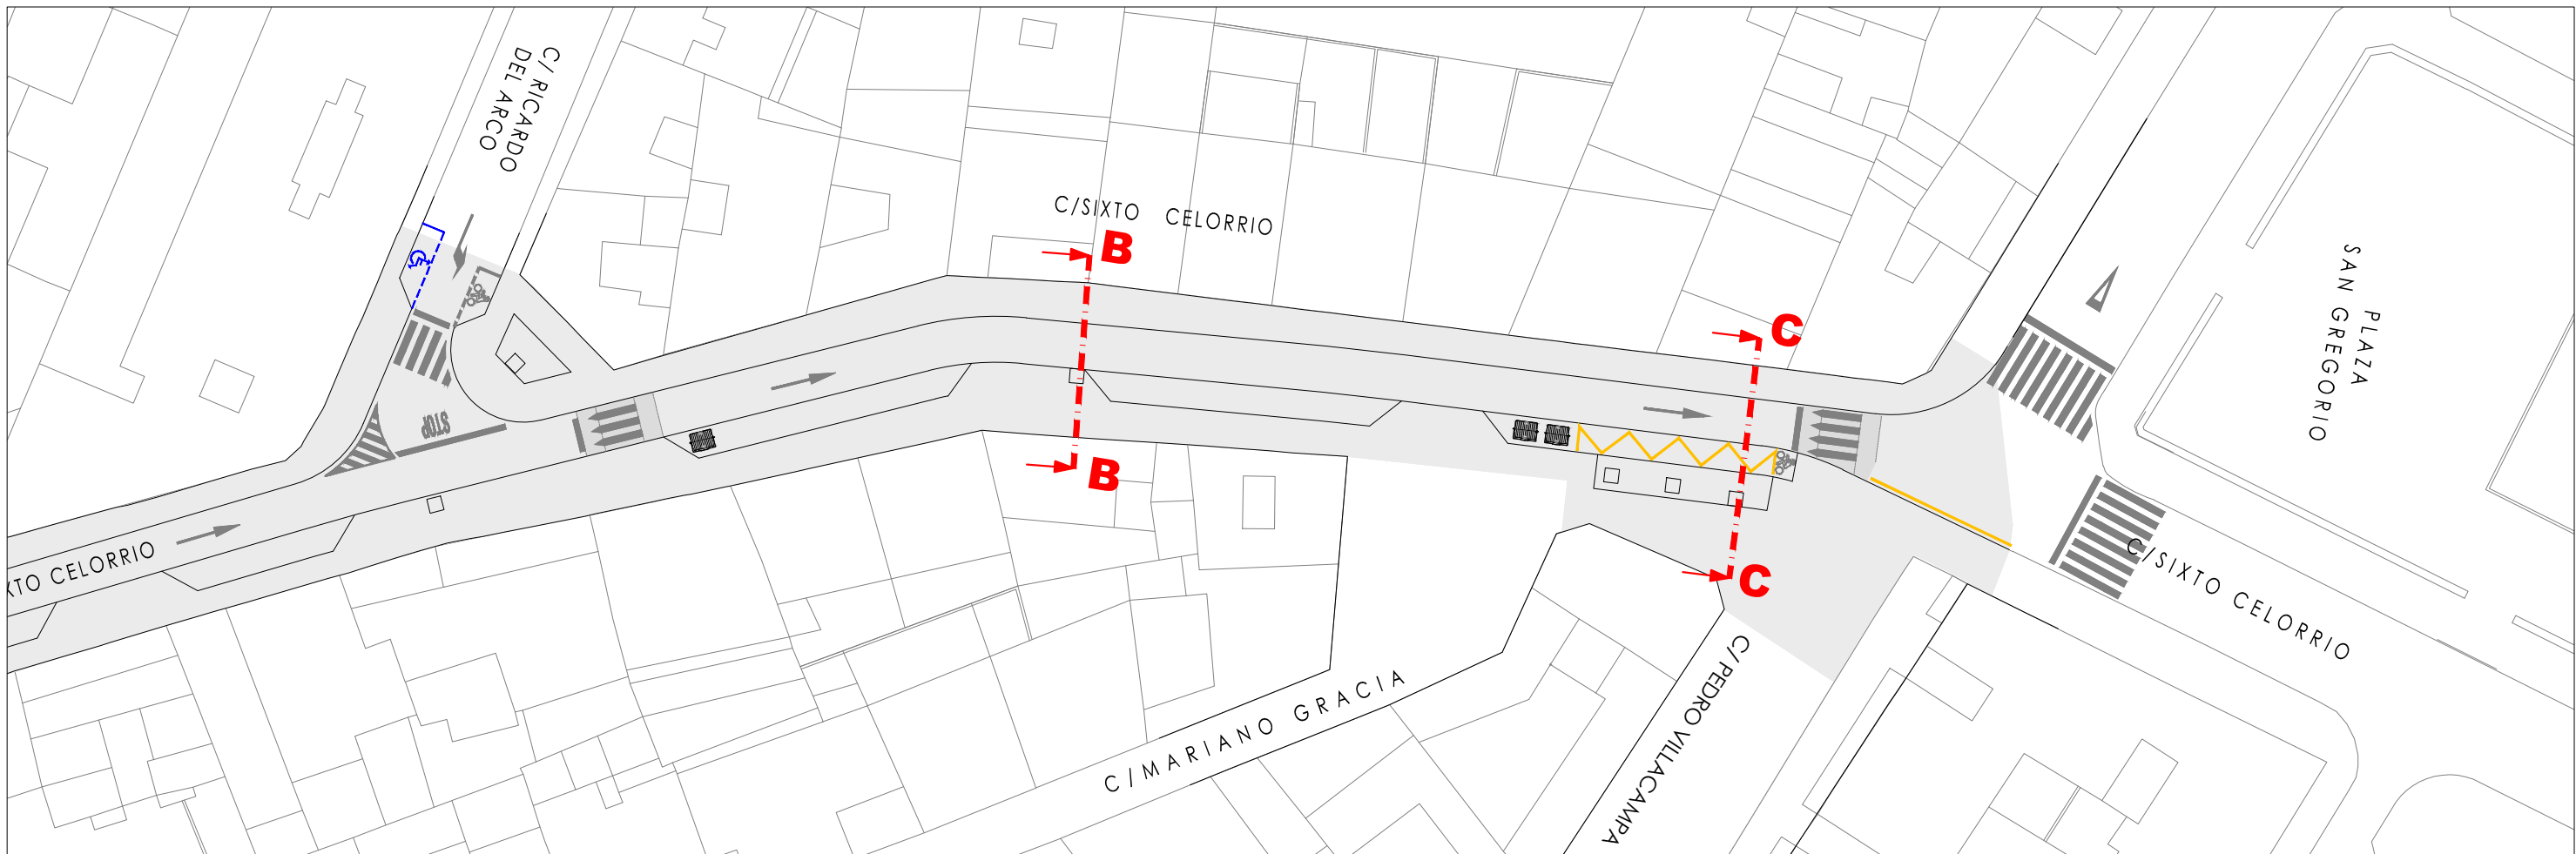 C/ RICARDO
DEL ARCO
C/SIXTO CELORRIO
B
B
C
C
STOP
XTO CELORRIO
PLAZA
SAN GREGORIO
C/SIXTO CELORRIO
C/MARIANO GRACIA
C/ PEDRO VILLACAMPA